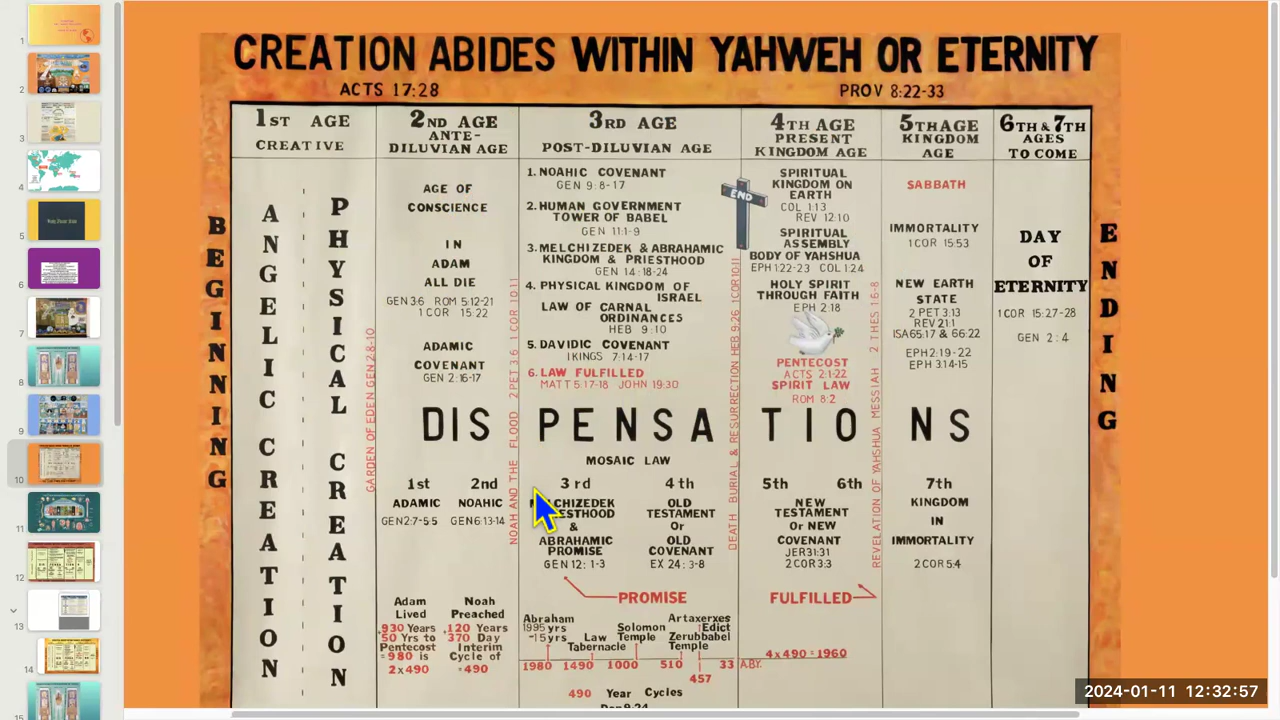 CREATION ABIDES WITHIN YAHWEH OR ETERNITY
ACTS 17:28
PROV 8:22-33
1ST AGE
CREATIVE
2ND AGE
ANTE-
DILUVIAN AGE
3RD AGE
POST-DILUVIAN AGE
4TH AGE
PRESENT
KINGDOM AGE
5TH AGE
KINGDOM
AGE
6TH & 7TH
AGES
TO COME
BEGINNING
ANGELIC CREATION
PHYSICAL CREATION
GARDEN OF EDEN GEN 2:8-10
AGE OF
CONSCIENCE
IN
ADAM
ALL DIE
GEN 3:6 ROM 5:12-21
1 COR 15:22
ADAMIC
COVENANT
GEN 2:16-17
NOAH AND THE FLOOD 2 PET 3:6 1 COR 10:11
1. NOAHIC COVENANT
GEN 9:8-17
2. HUMAN GOVERNMENT
TOWER OF BABEL
GEN 11:1-9
3. MELCHIZEDEK & ABRAHAMIC
KINGDOM & PRIESTHOOD
GEN 14:18-24
4. PHYSICAL KINGDOM OF
ISRAEL
LAW OF CARNAL
ORDINANCES
HEB 9:10
5. DAVIDIC COVENANT
I KINGS 7:14-17
6. LAW FULFILLED
MATT 5:17-18 JOHN 19:30
END
DEATH BURIAL & RESURRECTION HEB 9:26 1COR10:11
SPIRITUAL
KINGDOM ON
EARTH
COL 1:13
REV 12:10
SPIRITUAL
ASSEMBLY
BODY OF YAHSHUA
EPH 1:22-23 COL 1:24
HOLY SPIRIT
THROUGH FAITH
EPH 2:18
PENTECOST
ACTS 2:1-22
SPIRIT LAW
ROM 8:2
REVELATION OF YAHSHUA MESSIAH 2 THES 1:6-8
SABBATH
IMMORTALITY
1 COR 15:53
NEW EARTH
STATE
2 PET 3:13
REV 21:1
ISA 65:17 & 66:22
EPH 2:19-22
EPH 3:14-15
DAY
OF
ETERNITY
1 COR 15:27-28
GEN 2:4
ENDING
DISPENSATIONS
MOSAIC LAW
1st 2nd 3rd 4th 5th 6th 7th
ADAMIC
GEN 2:7-5:5
NOAHIC
GEN 6:13-14
&
ABRAHAMIC
PROMISE
GEN 12:1-3
OLD
TESTAMENT
Or
OLD
COVENANT
EX 24:3-8
NEW
TESTAMENT
Or NEW
COVENANT
JER 31:31
2 COR 3:3
KINGDOM
IN
IMMORTALITY
2 COR 5:4
PROMISE
FULFILLED
Adam
Lived
930 Years
50 Yrs to
Pentecost
= 980 is
2 x 490
Noah
Preached
120 Years
370 Day
Interim
Cycle of
= 490
Abraham
1995 yrs
-15 yrs
Law
Tabernacle
Solomon
Temple
Artaxerxes
Edict
Zerubbabel
Temple
1980 1490 1000 510 33 A.B.Y.
457
4 x 490 = 1960
490 Year Cycles
2024-01-11 12:32:57
1
2
3
4
5
6
7
8
9
10
11
12
13
14
15